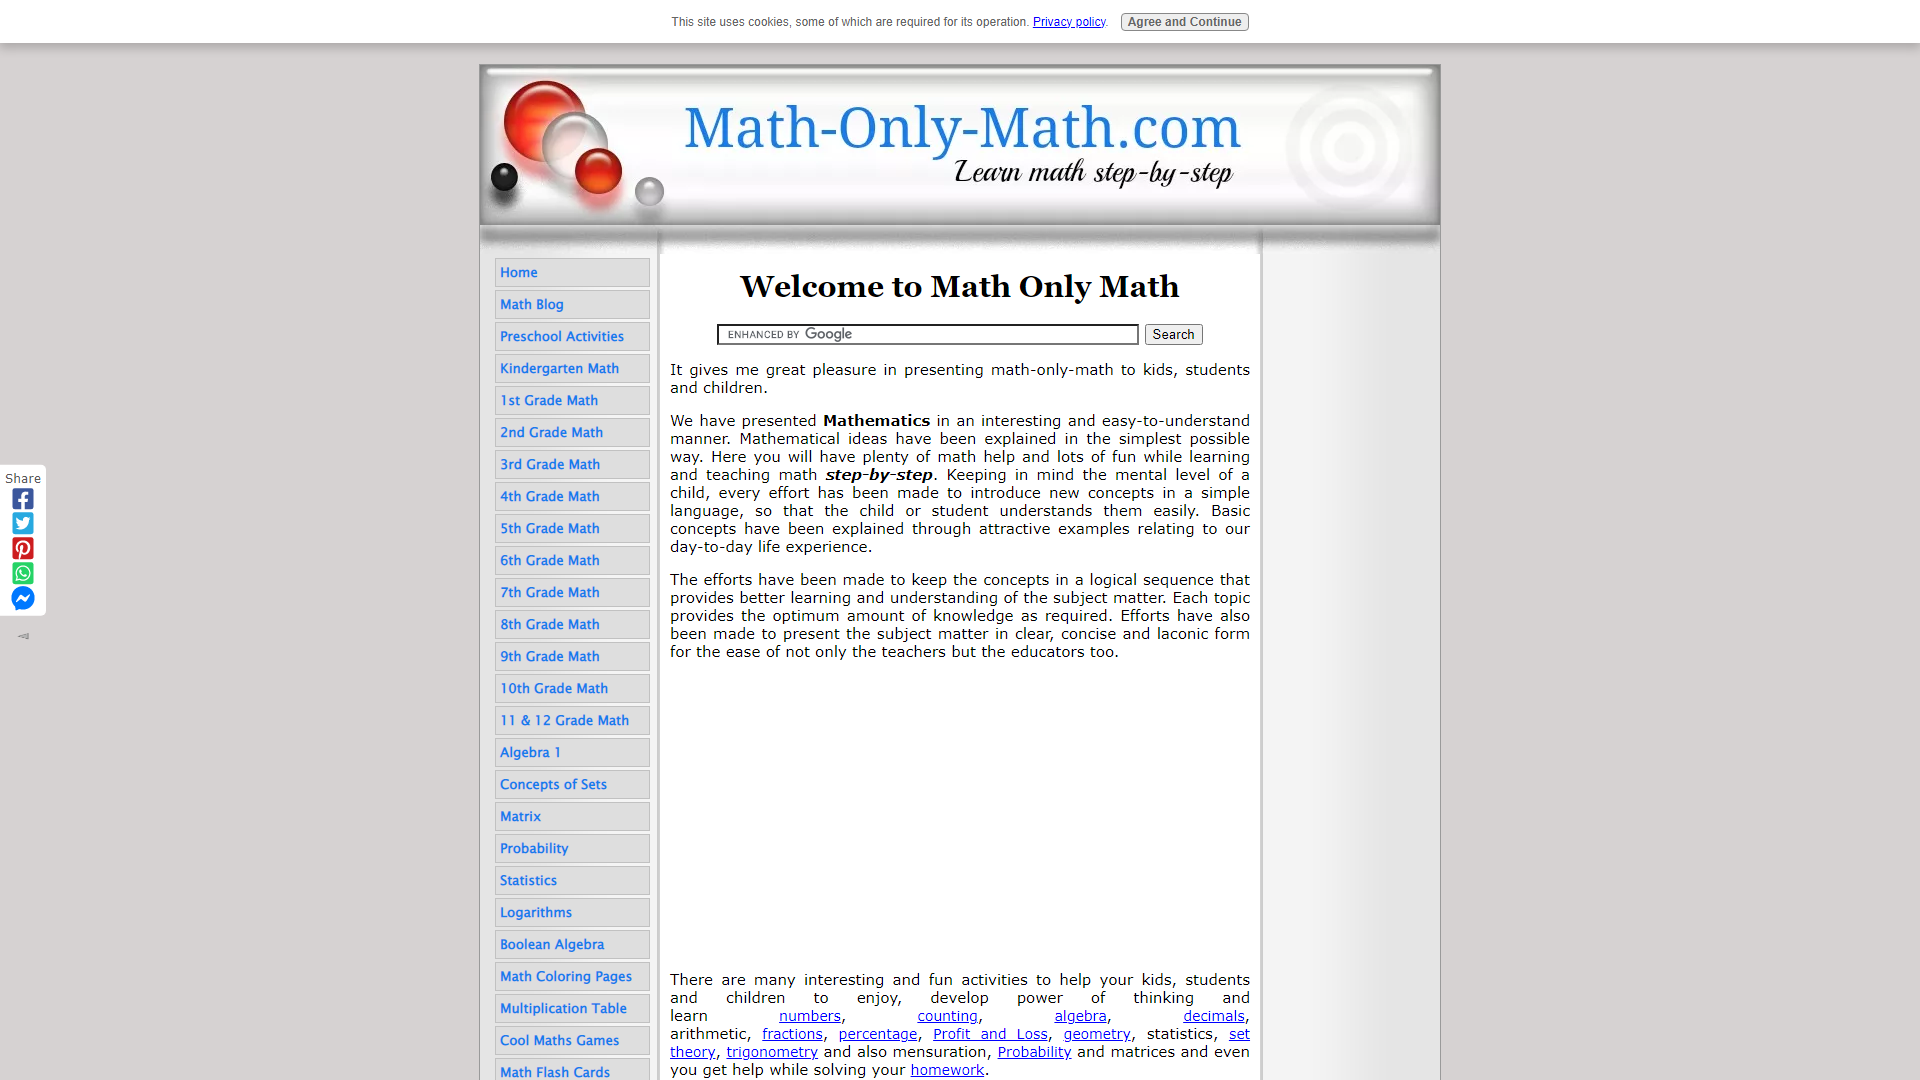 This site uses cookies, some of which are required for its operation. Privacy policy. Agree and Continue
Math-Only-Math.com
Learn math step-by-step
Home
Math Blog
Preschool Activities
Kindergarten Math
1st Grade Math
2nd Grade Math
3rd Grade Math
4th Grade Math
5th Grade Math
6th Grade Math
7th Grade Math
8th Grade Math
9th Grade Math
10th Grade Math
11 & 12 Grade Math
Algebra 1
Concepts of Sets
Matrix
Probability
Statistics
Logarithms
Boolean Algebra
Math Coloring Pages
Multiplication Table
Cool Maths Games
Math Flash Cards
Share
Welcome to Math Only Math
ENHANCED BY Google Search
It gives me great pleasure in presenting math-only-math to kids, students
and children.
We have presented Mathematics in an interesting and easy-to-understand
manner. Mathematical ideas have been explained in the simplest possible
way. Here you will have plenty of math help and lots of fun while learning
and teaching math step-by-step. Keeping in mind the mental level of a
child, every effort has been made to introduce new concepts in a simple
language, so that the child or student understands them easily. Basic
concepts have been explained through attractive examples relating to our
day-to-day life experience.
The efforts have been made to keep the concepts in a logical sequence that
provides better learning and understanding of the subject matter. Each topic
provides the optimum amount of knowledge as required. Efforts have also
been made to present the subject matter in clear, concise and laconic form
for the ease of not only the teachers but the educators too.
There are many interesting and fun activities to help your kids, students
and children to enjoy, develop power of thinking and
learn numbers, counting, algebra, decimals,
arithmetic, fractions, percentage, Profit and Loss, geometry, statistics, set
theory, trigonometry and also mensuration, Probability and matrices and even
you get help while solving your homework.